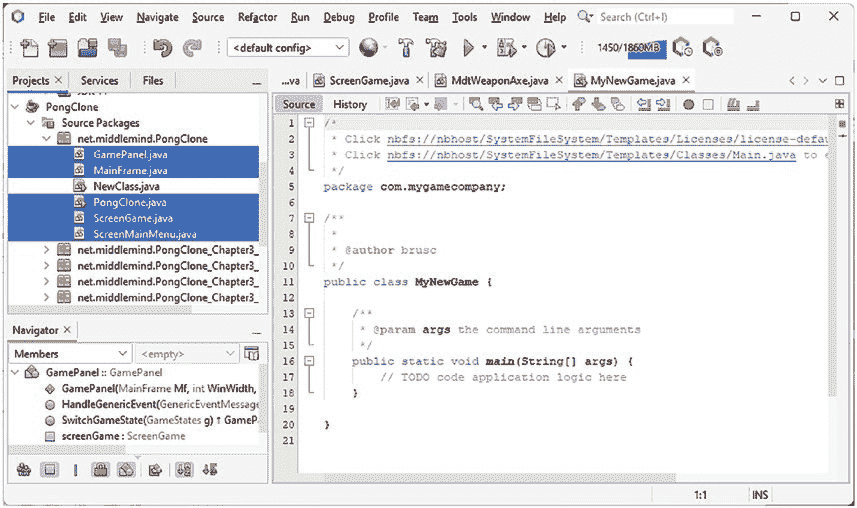 File Edit View Navigate Source Refactor Run Debug Profile Team Tools Window Help Search (Ctrl+I)
<default config> 1450/1860MB
Projects × Services Files
...va ScreenGame.java × MdtWeaponAxe.java × MyNewGame.java ×
Source History
PongClone
Source Packages
net.middlemind.PongClone
GamePanel.java
MainFrame.java
NewClass.java
PongClone.java
ScreenGame.java
ScreenMainMenu.java
net.middlemind.PongClone_Chapter3_
net.middlemind.PongClone_Chapter3_
net.middlemind.PongClone_Chapter3_
net.middlemind.PongClone_Chapter3_
Navigator ×
Members <empty>
GamePanel :: GamePanel
GamePanel(MainFrame Mf, int WinWidth,
HandleGenericEvent(GenericEventMessage
SwitchGameState(GameStates g) ↑ GameP
screenGame : ScreenGame
1 /*
2 * Click nbfs://nbhost/SystemFileSystem/Templates/Licenses/license-defau
3 * Click nbfs://nbhost/SystemFileSystem/Templates/Classes/Main.java to e
4 */
5 package com.mygamecompany;
6
7 /**
8 *
9 * @author brusc
10 */
11 public class MyNewGame {
12
13 /**
14 * @param args the command line arguments
15 */
16 public static void main(String[] args) {
17 // TODO code application logic here
18 }
19
20 }
21
1:1 INS